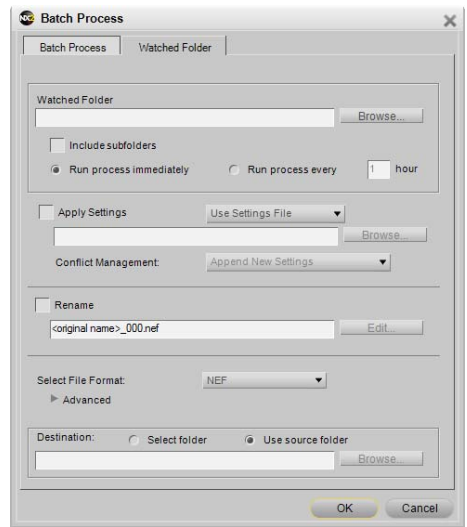 NX2 Batch Process
Batch Process Watched Folder
Watched Folder
Browse...
Include subfolders
Run process immediately Run process every 1 hour
Apply Settings Use Settings File
Browse...
Conflict Management: Append New Settings
Rename
<original name>_000.nef Edit...
Select File Format: NEF
Advanced
Destination: Select folder Use source folder
Browse...
OK Cancel